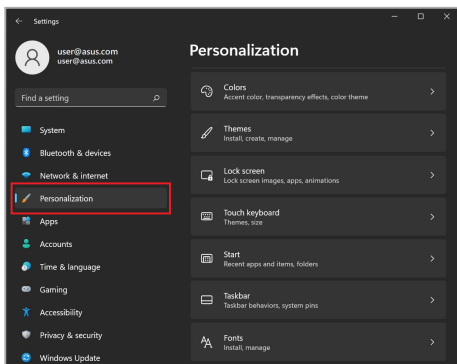 Settings
user@asus.com
user@asus.com
Find a setting
System
Bluetooth & devices
Network & internet
Personalization
Apps
Accounts
Time & language
Gaming
Accessibility
Privacy & security
Windows Update
Personalization
Colors
Accent color, transparency effects, color theme
Themes
Install, create, manage
Lock screen
Lock screen images, apps, animations
Touch keyboard
Themes, size
Start
Recent apps and items, folders
Taskbar
Taskbar behaviors, system pins
Fonts
Install, manage